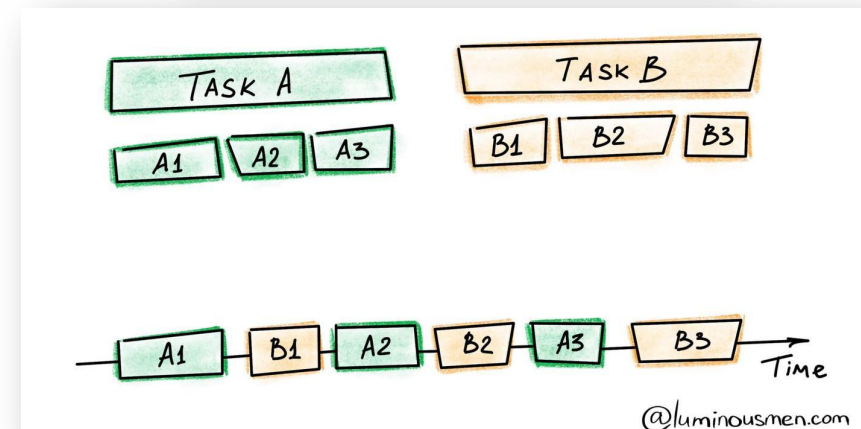 TASK A
TASK B
A1 A2 A3
B1 B2 B3
A1 B1 A2 B2 A3 B3
TIME
@luminousmen.com